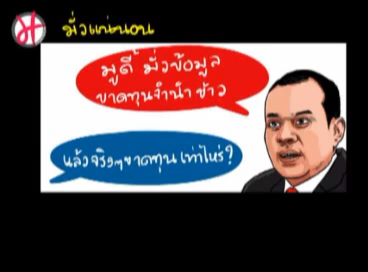 มั่วแน่นอน
มูดี้ มั่วข้อมูล
ขาดทุนจำนำ ข้าว
แล้วจริงๆขาดทุน เท่าไหร่?